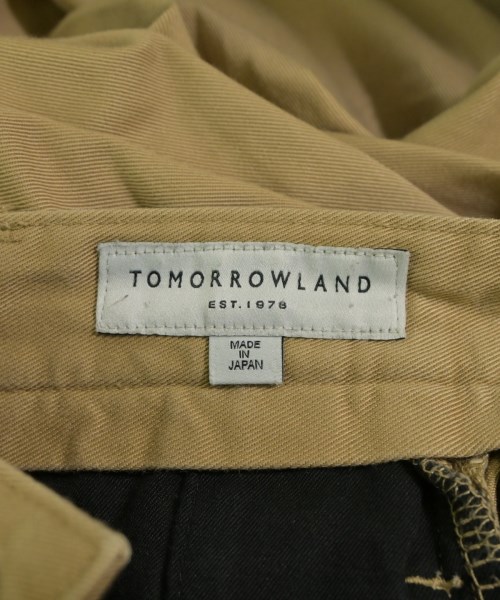 TOMORROWLAND
EST.1978
MADE
IN
JAPAN